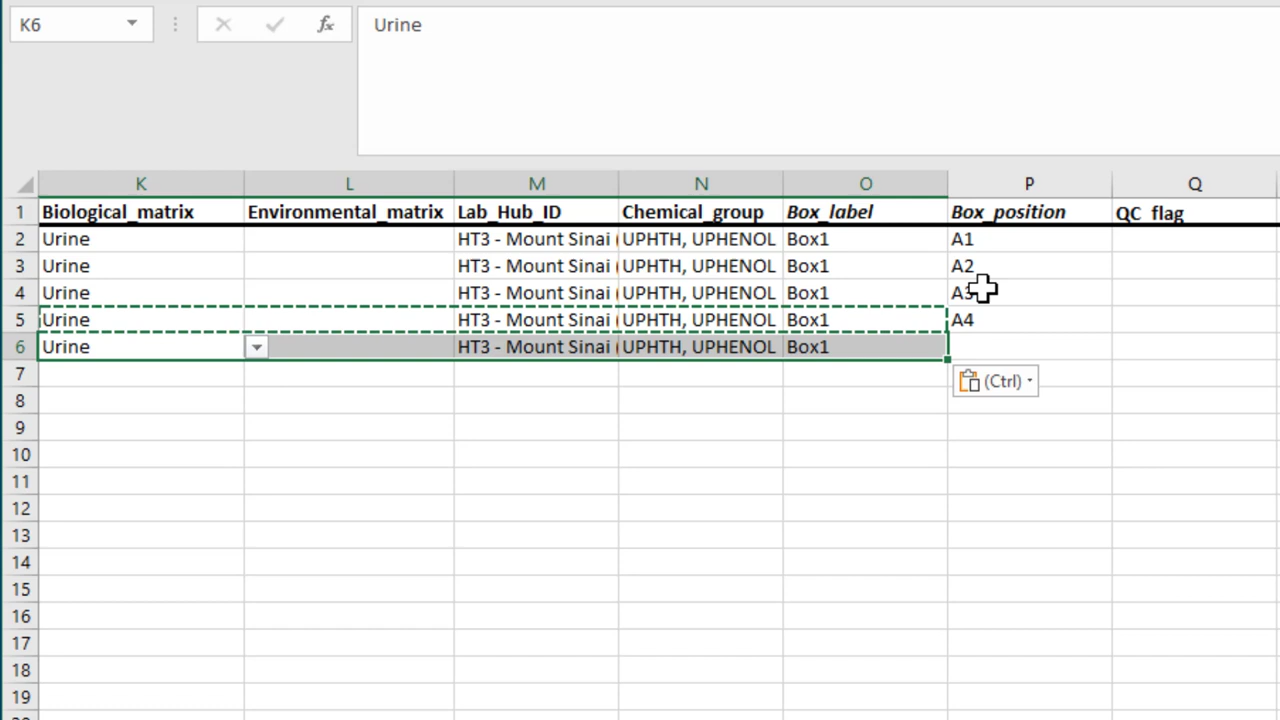 K6 fx Urine
K L M N O P Q
1 Biological_matrix Environmental_matrix Lab_Hub_ID Chemical_group Box_label Box_position QC_flag
2 Urine HT3 - Mount Sinai ( UPHTH, UPHENOL Box1 A1
3 Urine HT3 - Mount Sinai ( UPHTH, UPHENOL Box1 A2
4 Urine HT3 - Mount Sinai ( UPHTH, UPHENOL Box1 A3
5 Urine HT3 - Mount Sinai ( UPHTH, UPHENOL Box1 A4
6 Urine HT3 - Mount Sinai ( UPHTH, UPHENOL Box1
7 (Ctrl)
8
9
10
11
12
13
14
15
16
17
18
19